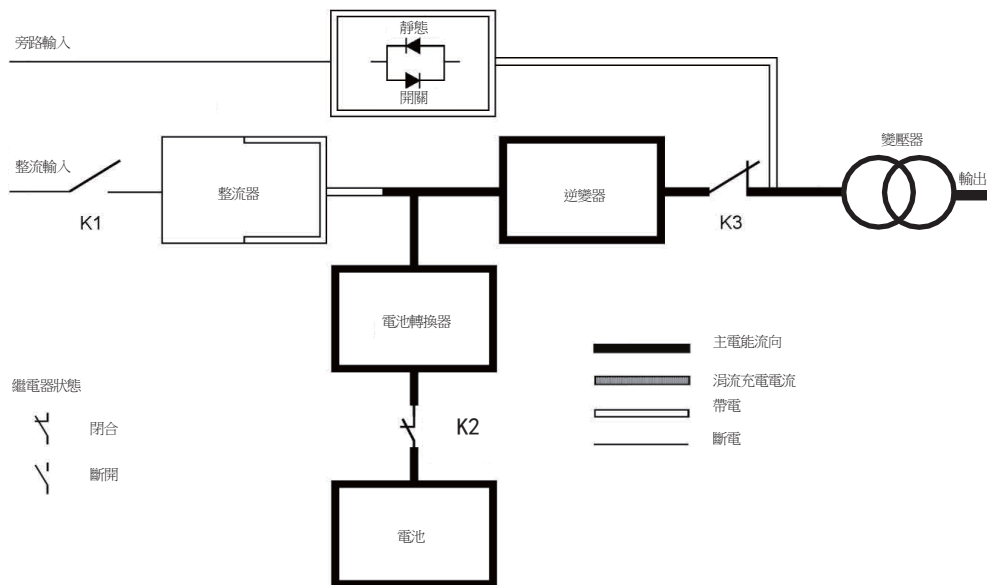 靜態
旁路輸入
開關
變壓器
整流輸入
整流器
逆變器
輸出
K1
K3
電池轉換器
主電能流向
涓流充電電流
繼電器狀態
帶電
K2
閉合
斷電
斷開
電池